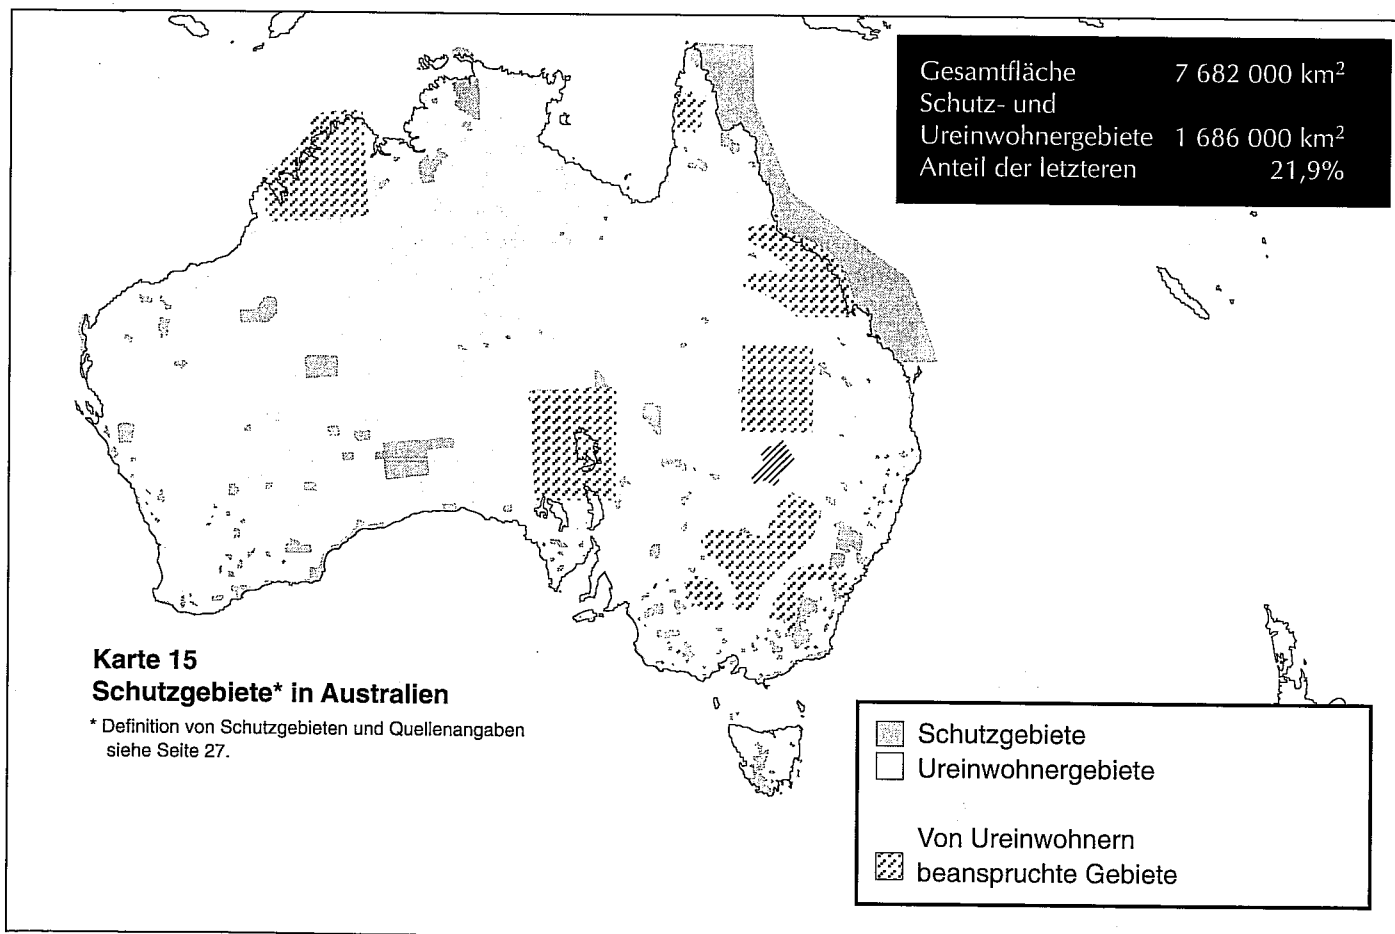 Gesamtfläche 7 682 000 km²
Schutz- und
Ureinwohnergebiete 1 686 000 km²
Anteil der letzteren 21,9%
Karte 15
Schutzgebiete* in Australien
* Definition von Schutzgebieten und Quellenangaben
siehe Seite 27.
Schutzgebiete
Ureinwohnergebiete
Von Ureinwohnern
beanspruchte Gebiete